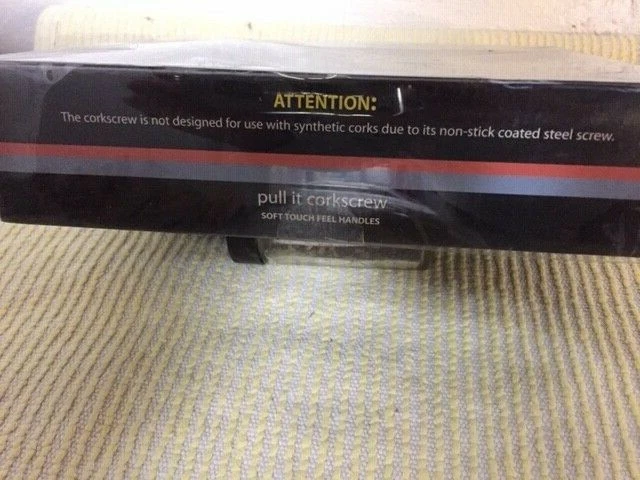 ATTENTION:
The corkscrew is not designed for use with synthetic corks due to its non-stick coated steel screw.
pull it corkscrew
SOFT TOUCH FEEL HANDLES